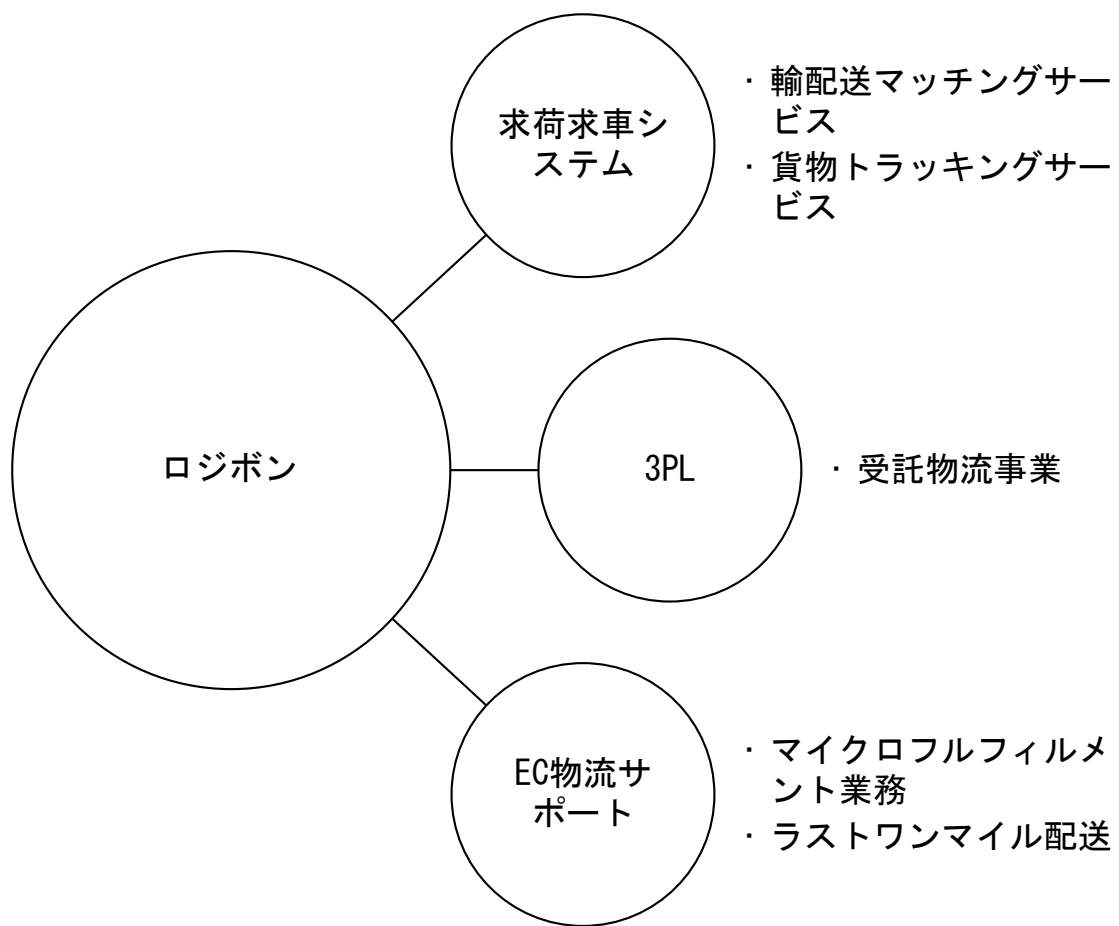 求荷求車シ
ステム
・輸配送マッチングサー
ビス
・貨物トラッキングサー
ビス
ロジボン
3PL
・受託物流事業
EC物流サ
ポート
・マイクロフルフィルメ
ント業務
・ラストワンマイル配送